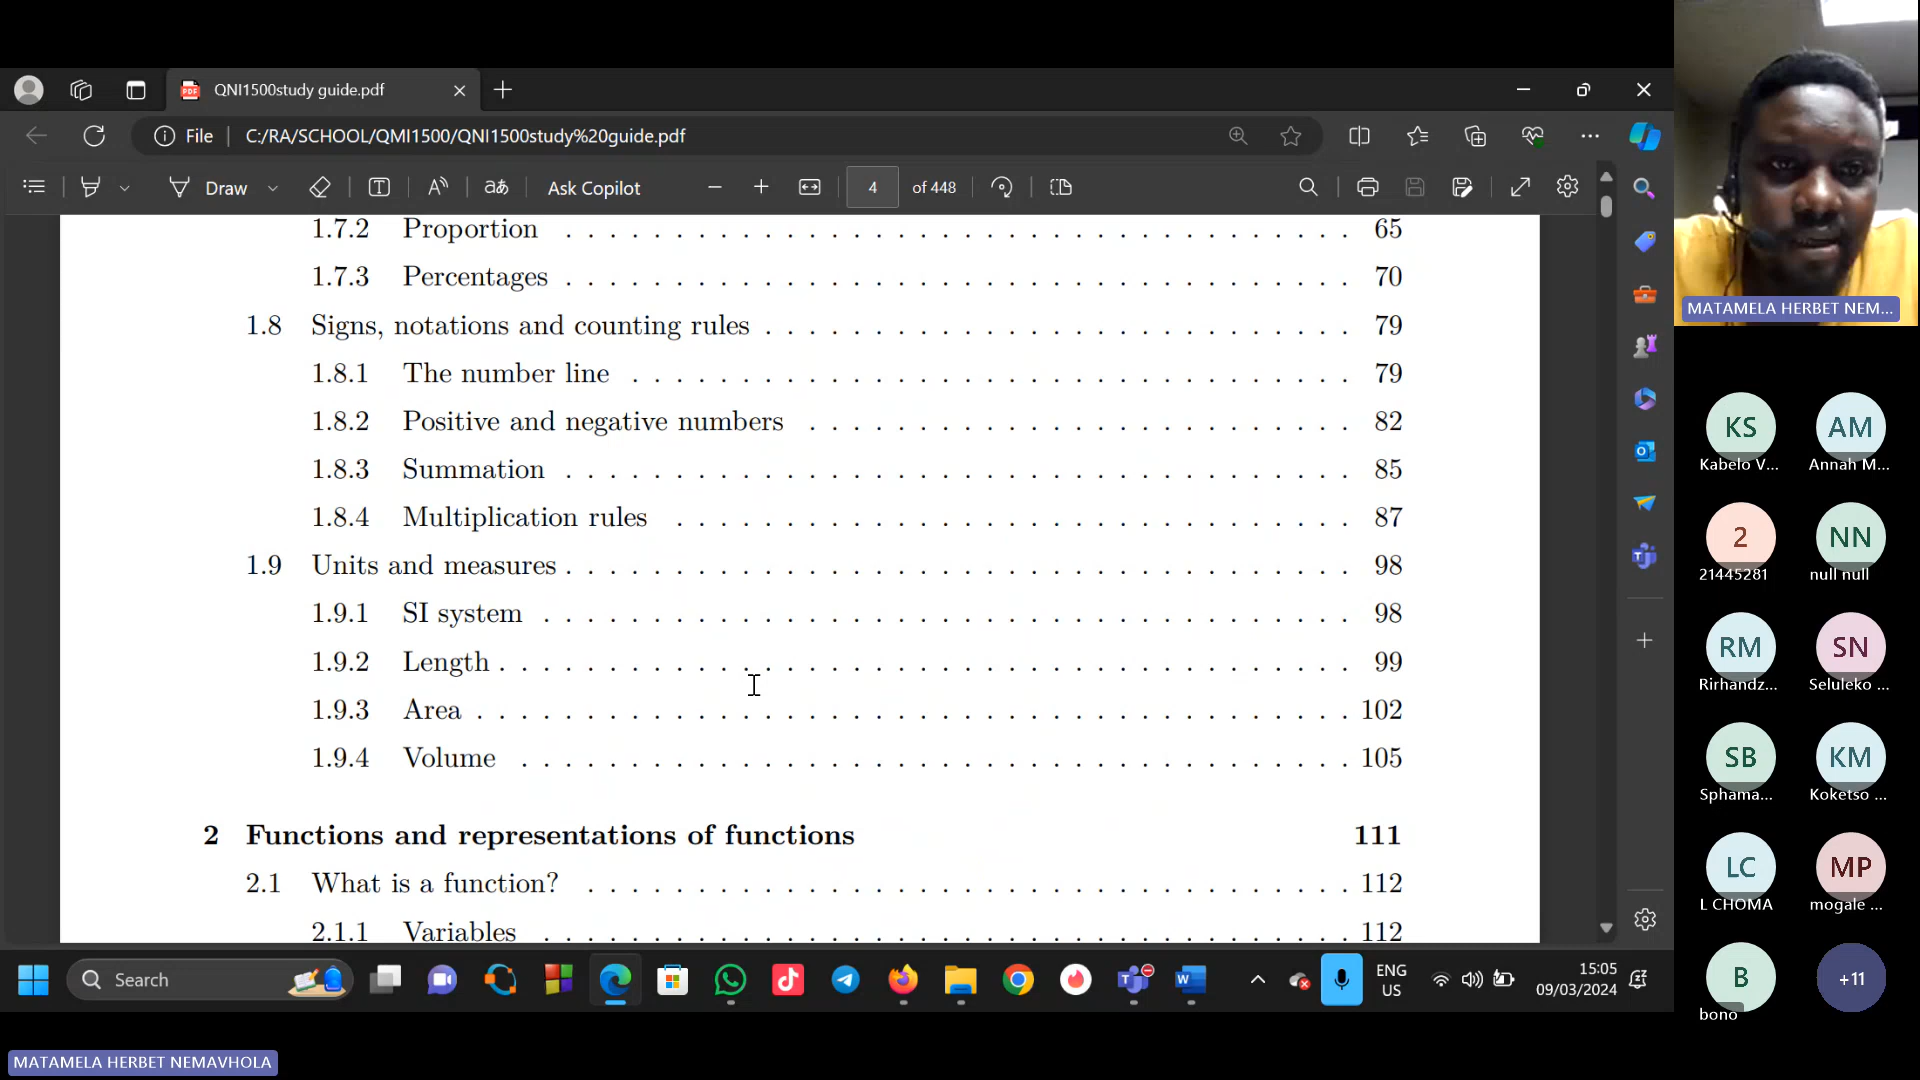 QNI1500study guide.pdf
File
C:/RA/SCHOOL/QMI1500/QNI1500study%20guide.pdf
Draw
Ask Copilot
4
of 448
1.7.2 Proportion . . . . . . . . . . . . . . . . . . . . . . . . . . . . . . . . . . . . 65
1.7.3 Percentages . . . . . . . . . . . . . . . . . . . . . . . . . . . . . . . . . . . . 70
1.8 Signs, notations and counting rules . . . . . . . . . . . . . . . . . . . . . . . . . . . 79
1.8.1 The number line . . . . . . . . . . . . . . . . . . . . . . . . . . . . . . . . . 79
1.8.2 Positive and negative numbers . . . . . . . . . . . . . . . . . . . . . . . . . 82
1.8.3 Summation . . . . . . . . . . . . . . . . . . . . . . . . . . . . . . . . . . . . 85
1.8.4 Multiplication rules . . . . . . . . . . . . . . . . . . . . . . . . . . . . . . . 87
1.9 Units and measures . . . . . . . . . . . . . . . . . . . . . . . . . . . . . . . . . . . . 98
1.9.1 SI system . . . . . . . . . . . . . . . . . . . . . . . . . . . . . . . . . . . . . 98
1.9.2 Length . . . . . . . . . . . . . . . . . . . . . . . . . . . . . . . . . . . . . . . 99
1.9.3 Area . . . . . . . . . . . . . . . . . . . . . . . . . . . . . . . . . . . . . . . . 102
1.9.4 Volume . . . . . . . . . . . . . . . . . . . . . . . . . . . . . . . . . . . . . . 105
2 Functions and representations of functions 111
2.1 What is a function? . . . . . . . . . . . . . . . . . . . . . . . . . . . . . . . . . . . 112
2.1.1 Variables . . . . . . . . . . . . . . . . . . . . . . . . . . . . . . . . . . . . . 112
Search
ENG
US
15:05
09/03/2024
MATAMELA HERBET NEMAVHOLA
MATAMELA HERBET NEM...
KS
Kabelo V...
AM
Annah M...
2
21445281
NN
null null
RM
Rirhandz...
SN
Seluleko ...
SB
Sphama...
KM
Koketso ...
LC
L CHOMA
MP
mogale ...
B
bono
+11